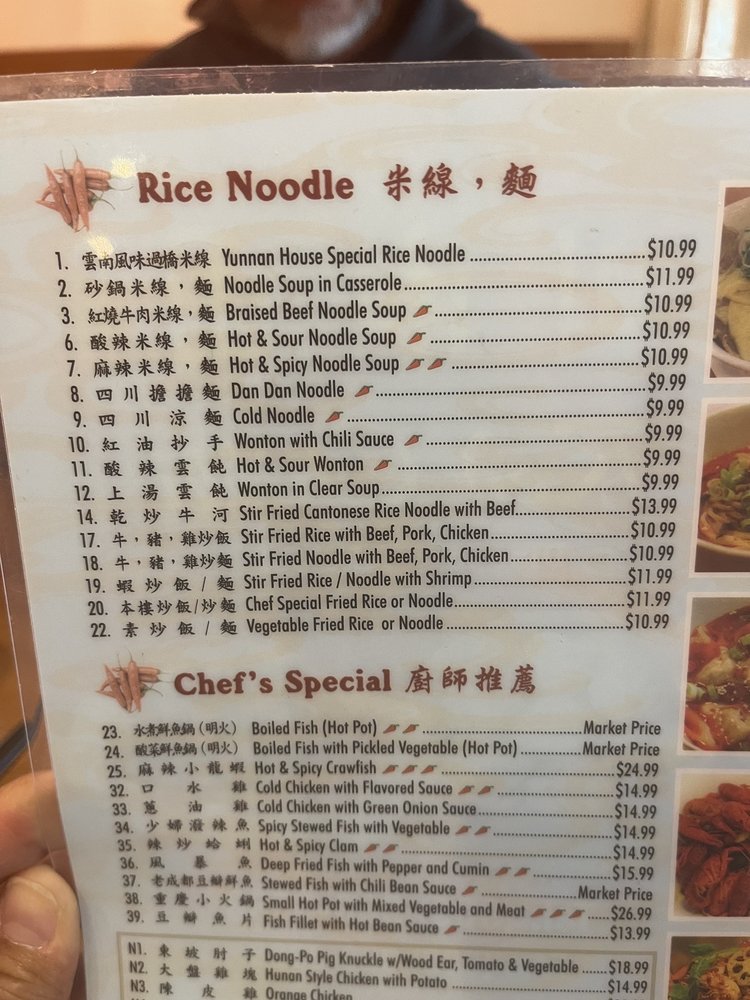 Rice Noodle 米線，麵
1. 雲南風味過橋米線 Yunnan House Special Rice Noodle $10.99
2. 砂鍋米線，麵 Noodle Soup in Casserole $11.99
3. 紅燒牛肉米線，麵 Braised Beef Noodle Soup $10.99
6. 酸辣米線，麵 Hot & Sour Noodle Soup $10.99
7. 麻辣米線，麵 Hot & Spicy Noodle Soup $10.99
8. 四川擔擔麵 Dan Dan Noodle $9.99
9. 四川涼麵 Cold Noodle $9.99
10. 紅油抄手 Wonton with Chili Sauce $9.99
11. 酸辣雲飩 Hot & Sour Wonton $9.99
12. 上湯雲飩 Wonton in Clear Soup $9.99
14. 乾炒牛河 Stir Fried Cantonese Rice Noodle with Beef $13.99
17. 牛，豬，雞炒飯 Stir Fried Rice with Beef, Pork, Chicken $10.99
18. 牛，豬，雞炒麵 Stir Fried Noodle with Beef, Pork, Chicken $10.99
19. 蝦炒飯/麵 Stir Fried Rice / Noodle with Shrimp $11.99
20. 本樓炒飯/炒麵 Chef Special Fried Rice or Noodle $11.99
22. 素炒飯/麵 Vegetable Fried Rice or Noodle $10.99
Chef's Special 廚師推薦
23. 水煮鮮魚鍋(明火) Boiled Fish (Hot Pot) Market Price
24. 酸菜鮮魚鍋(明火) Boiled Fish with Pickled Vegetable (Hot Pot) Market Price
25. 麻辣小龍蝦 Hot & Spicy Crawfish $24.99
32. 口水雞 Cold Chicken with Flavored Sauce $14.99
33. 蔥油雞 Cold Chicken with Green Onion Sauce $14.99
34. 少婦潑辣魚 Spicy Stewed Fish with Vegetable $14.99
35. 辣炒蛤蜊 Hot & Spicy Clam $14.99
36. 風暴魚 Deep Fried Fish with Pepper and Cumin $15.99
37. 老成都豆瓣鮮魚 Stewed Fish with Chili Bean Sauce Market Price
38. 重慶小火鍋 Small Hot Pot with Mixed Vegetable and Meat $26.99
39. 豆瓣魚片 Fish Fillet with Hot Bean Sauce $13.99
N1. 東坡肘子 Dong-Po Pig Knuckle w/Wood Ear, Tomato & Vegetable $18.99
N2. 大盤雞塊 Hunan Style Chicken with Potato $14.99
N3. 陳皮雞 Orange Chicken